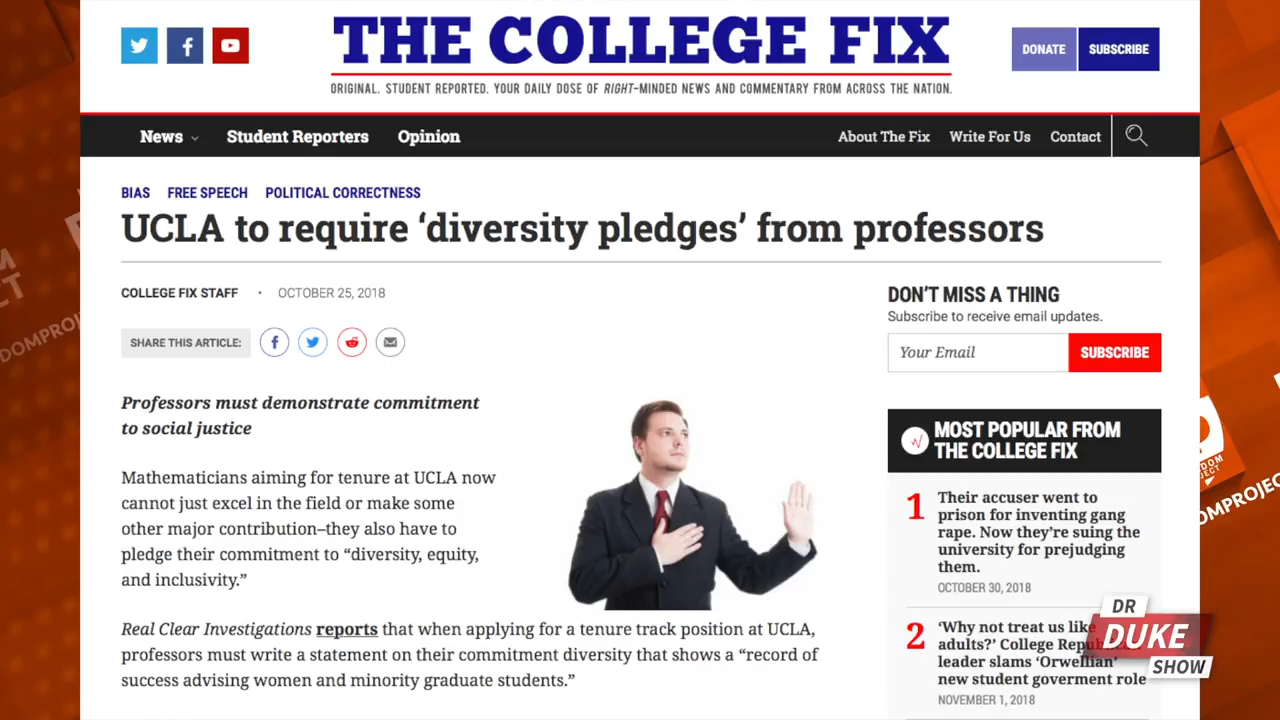 THE COLLEGE FIX
DONATE
SUBSCRIBE
ORIGINAL. STUDENT REPORTED. YOUR DAILY DOSE OF RIGHT-MINDED NEWS AND COMMENTARY FROM ACROSS THE NATION.
News
Student Reporters
Opinion
About The Fix
Write For Us
Contact
BIAS
FREE SPEECH
POLITICAL CORRECTNESS
UCLA to require ‘diversity pledges’ from professors
COLLEGE FIX STAFF • OCTOBER 25, 2018
SHARE THIS ARTICLE:
Professors must demonstrate commitment
to social justice
Mathematicians aiming for tenure at UCLA now
cannot just excel in the field or make some
other major contribution–they also have to
pledge their commitment to “diversity, equity,
and inclusivity.”
Real Clear Investigations reports that when applying for a tenure track position at UCLA,
professors must write a statement on their commitment diversity that shows a “record of
success advising women and minority graduate students.”
DON’T MISS A THING
Subscribe to receive email updates.
Your Email
SUBSCRIBE
MOST POPULAR FROM
THE COLLEGE FIX
1
Their accuser went to
prison for inventing gang
rape. Now they’re suing the
university for prejudging
them.
OCTOBER 30, 2018
2
‘Why not treat us like
adults?’ College
leader slams ‘Orwellian’
new student goverment role
NOVEMBER 1, 2018
DR
DUKE
SHOW